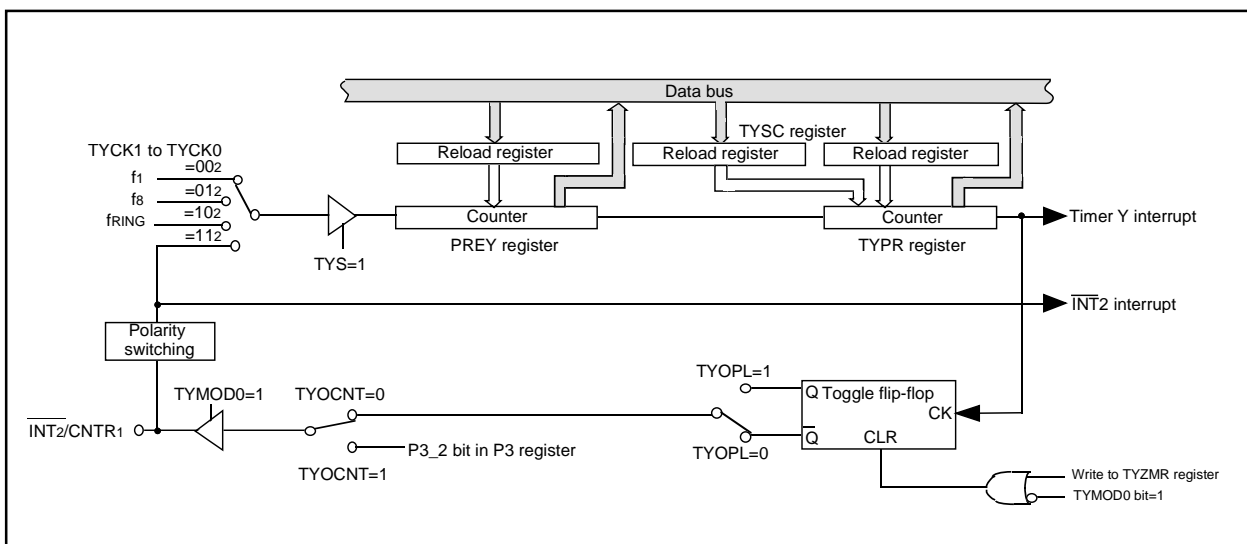 Data bus
TYSC register
TYCK1 to TYCK0
Reload register
Reload register
Reload register
=002
f1
f8
=012
fRING
=102
=112
Counter
Counter
Timer Y interrupt
PREY register
TYPR register
TYS=1
INT2 interrupt
Polarity
switching
TYMOD0=1
TYOCNT=0
TYOPL=1
Q
Toggle flip-flop
CK
INT2/CNTR1
Q
CLR
P3_2 bit in P3 register
TYOPL=0
TYOCNT=1
Write to TYZMR register
TYMOD0 bit=1